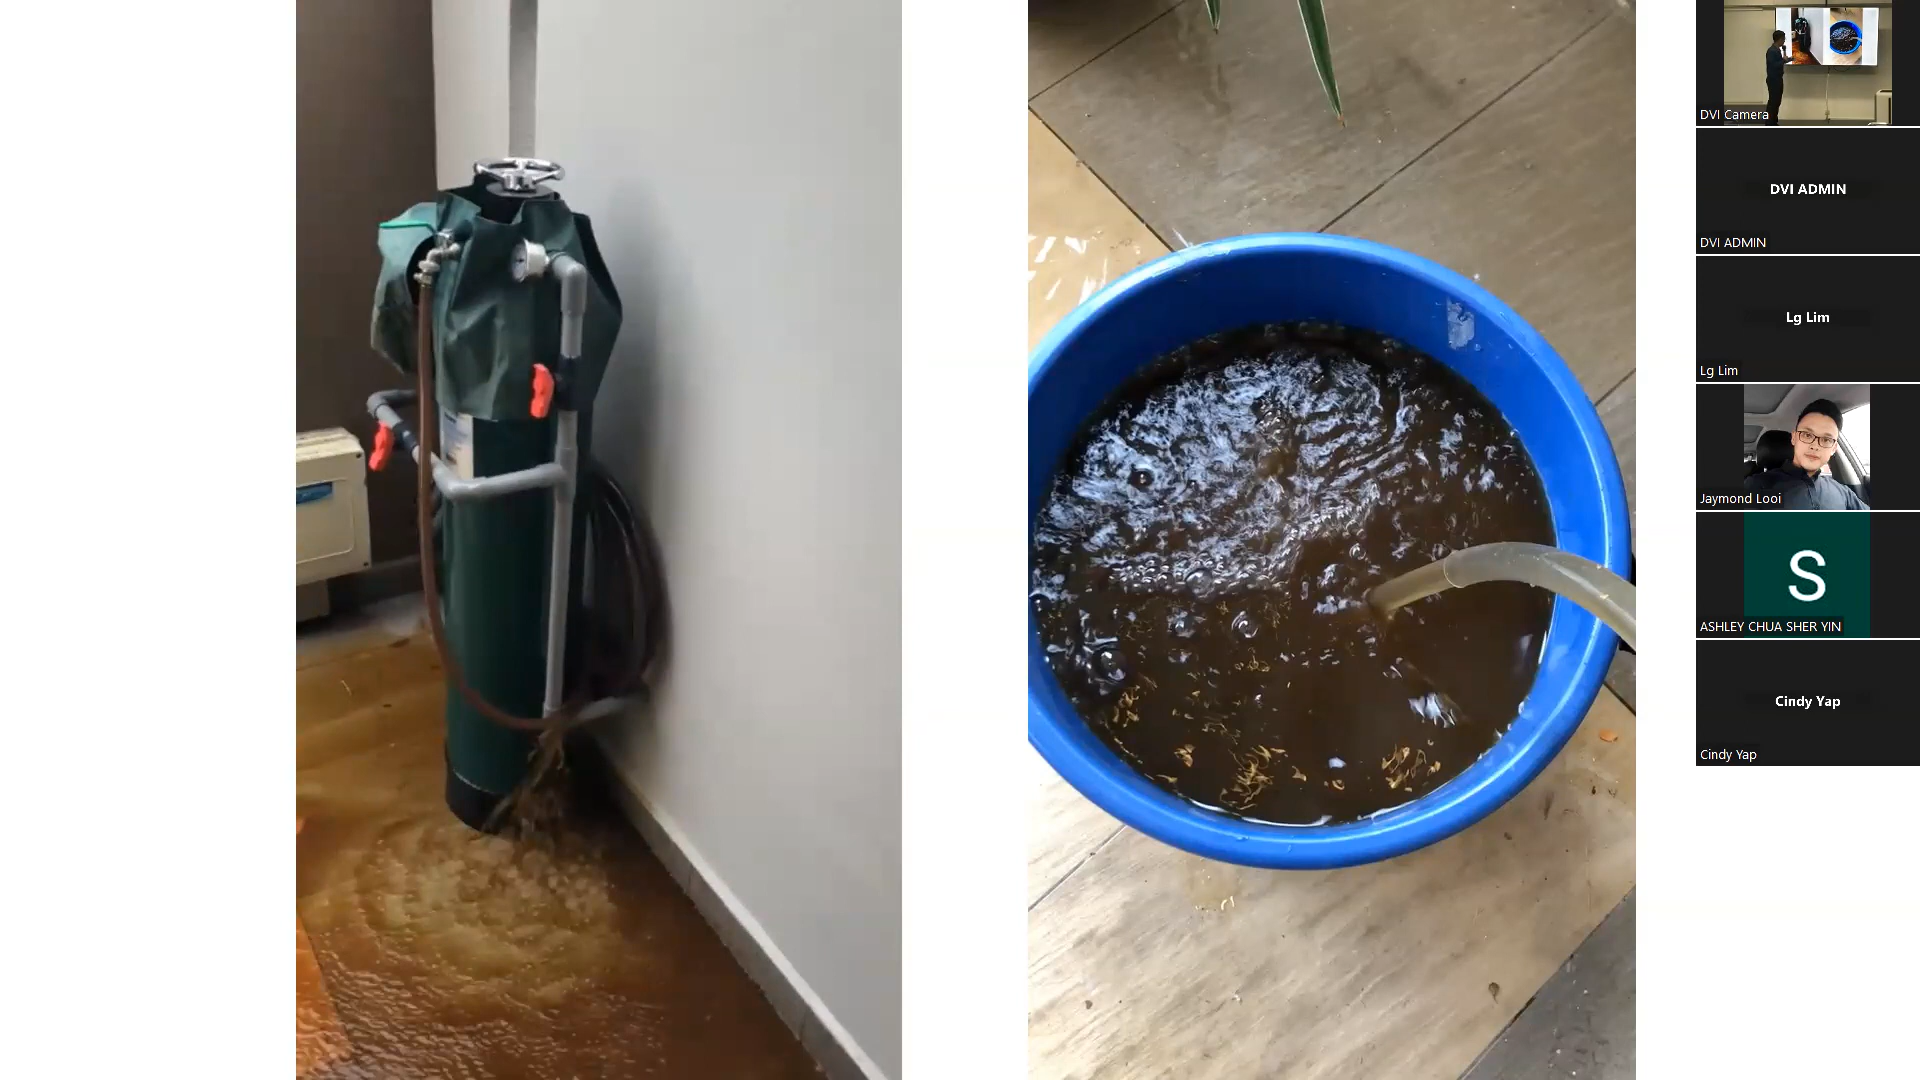 DVI Camera
DVI ADMIN
DVI ADMIN
Lg Lim
Lg Lim
Jaymond Looi
S
ASHLEY CHUA SHER YIN
Cindy Yap
Cindy Yap